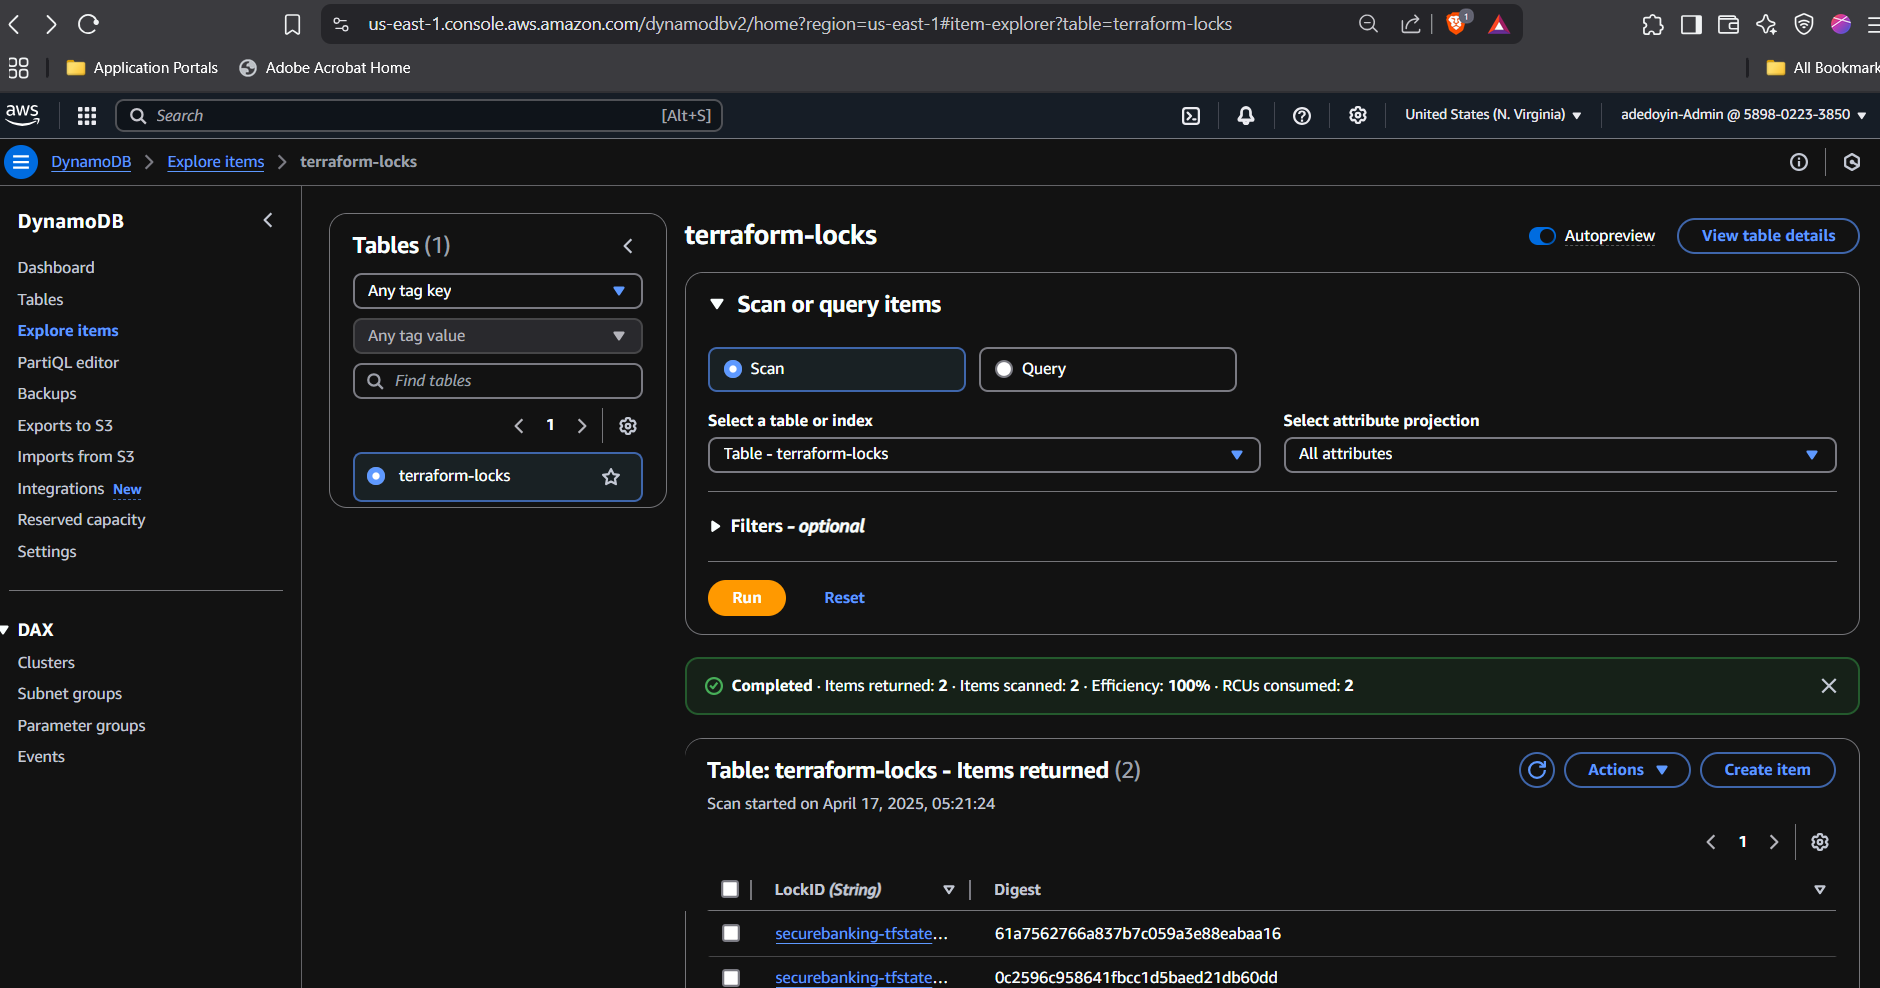 us-east-1.console.aws.amazon.com/dynamodbv2/home?region=us-east-1#item-explorer?table=terraform-locks
1
Application Portals
Adobe Acrobat Home
All Bookmark
aws
Search
[Alt+S]
United States (N. Virginia)
adedoyin-Admin @ 5898-0223-3850
DynamoDB
Explore items
terraform-locks
DynamoDB
Dashboard
Tables
Explore items
PartiQL editor
Backups
Exports to S3
Imports from S3
Integrations New
Reserved capacity
Settings
DAX
Clusters
Subnet groups
Parameter groups
Events
Tables (1)
Any tag key
Any tag value
Find tables
1
terraform-locks
terraform-locks
Autopreview
View table details
Scan or query items
Scan
Query
Select a table or index
Table - terraform-locks
Select attribute projection
All attributes
Filters - optional
Run
Reset
Completed · Items returned: 2 · Items scanned: 2 · Efficiency: 100% · RCUs consumed: 2
Table: terraform-locks - Items returned (2)
Scan started on April 17, 2025, 05:21:24
Actions
Create item
1
LockID (String)
Digest
securebanking-tfstate... 61a7562766a837b7c059a3e88eabaa16
securebanking-tfstate... 0c2596c958641fbcc1d5baed21db60dd